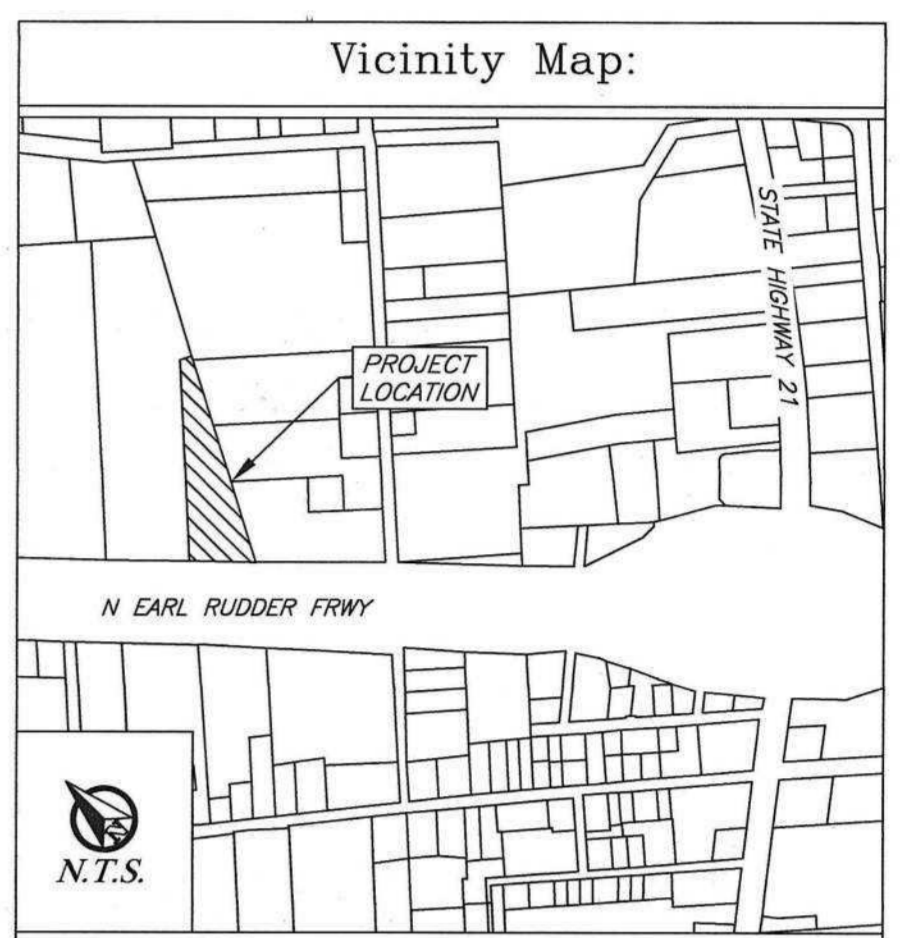 Vicinity Map:
STATE HIGHWAY 21
PROJECT
LOCATION
N EARL RUDDER FRWY
N
N.T.S.